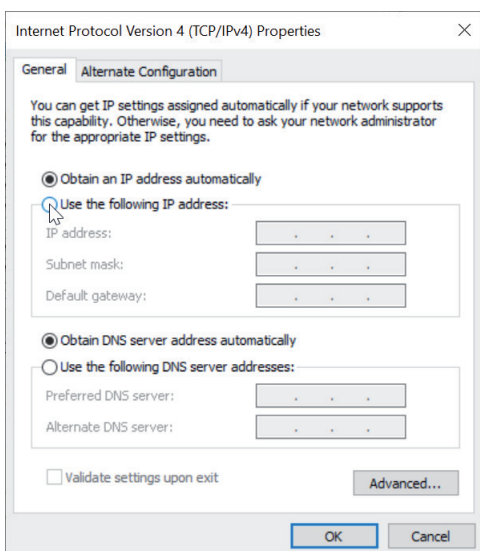 Internet Protocol Version 4 (TCP/IPv4) Properties
General Alternate Configuration
You can get IP settings assigned automatically if your network supports
this capability. Otherwise, you need to ask your network administrator
for the appropriate IP settings.
Obtain an IP address automatically
Use the following IP address:
IP address:
Subnet mask:
Default gateway:
Obtain DNS server address automatically
Use the following DNS server addresses:
Preferred DNS server:
Alternate DNS server:
Validate settings upon exit
Advanced...
OK Cancel